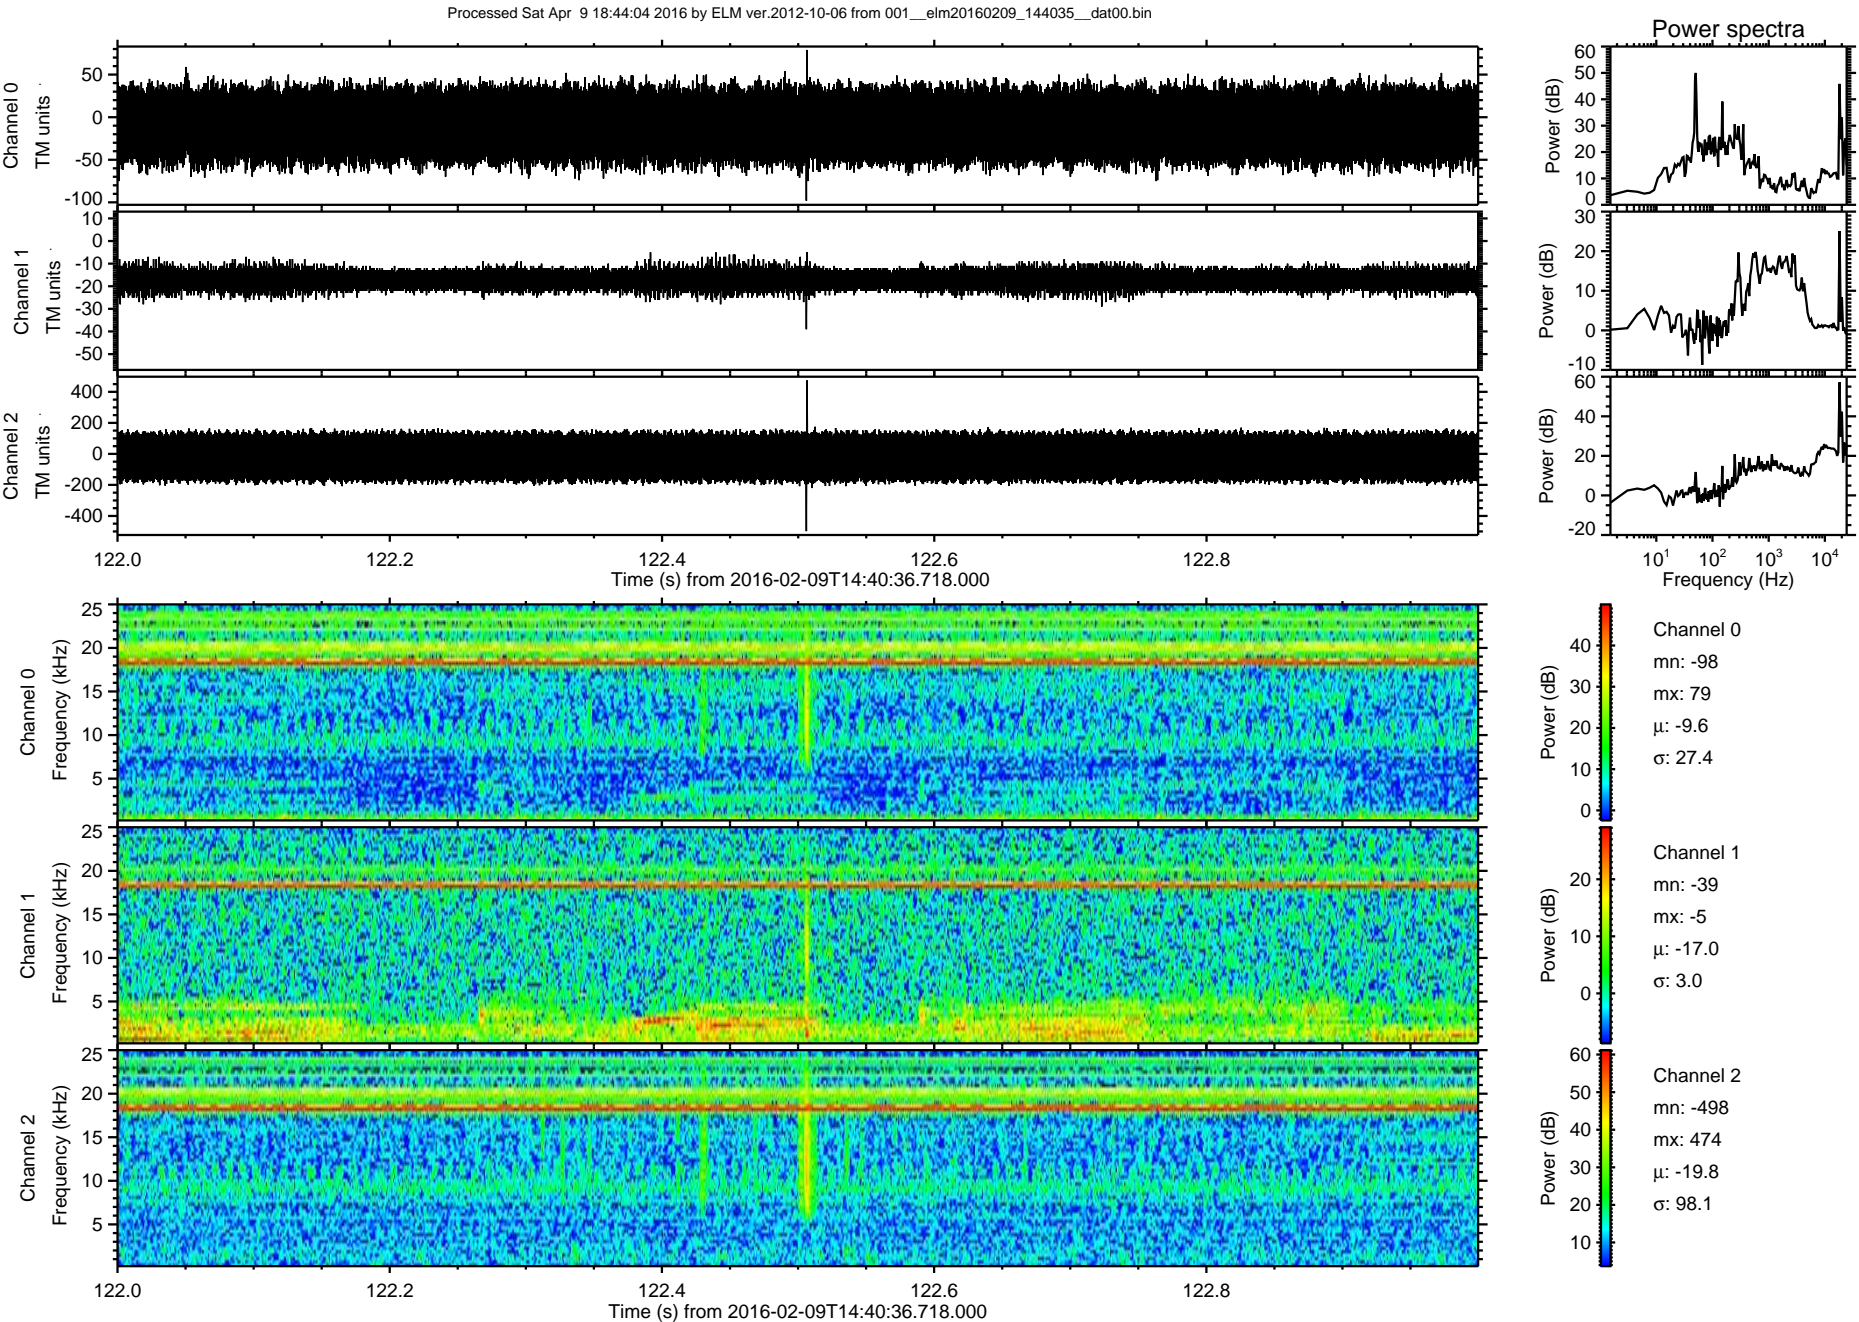 Processed Sat Apr  9 18:44:04 2016 by ELM ver.2012-10-06 from 001__elm20160209_144035__dat00.bin
Power spectra
Channel 0
TM units
50
0
-50
-100
Power (dB)
60
50
40
30
20
10
0
Channel 1
TM units
10
0
-10
-20
-30
-40
-50
Power (dB)
30
20
10
0
-10
Channel 2
TM units
400
200
0
-200
-400
Power (dB)
60
40
20
0
-20
122.0 122.2 122.4 122.6 122.8
Time (s) from 2016-02-09T14:40:36.718.000
10¹ 10² 10³ 10⁴
Frequency (Hz)
Channel 0
Frequency (kHz)
25
20
15
10
5
Power (dB)
40
30
20
10
0
Channel 0
mn: -98
mx: 79
μ: -9.6
σ: 27.4
Channel 1
Frequency (kHz)
25
20
15
10
5
Power (dB)
20
10
0
Channel 1
mn: -39
mx: -5
μ: -17.0
σ: 3.0
Channel 2
Frequency (kHz)
25
20
15
10
5
Power (dB)
60
50
40
30
20
10
Channel 2
mn: -498
mx: 474
μ: -19.8
σ: 98.1
122.0 122.2 122.4 122.6 122.8
Time (s) from 2016-02-09T14:40:36.718.000